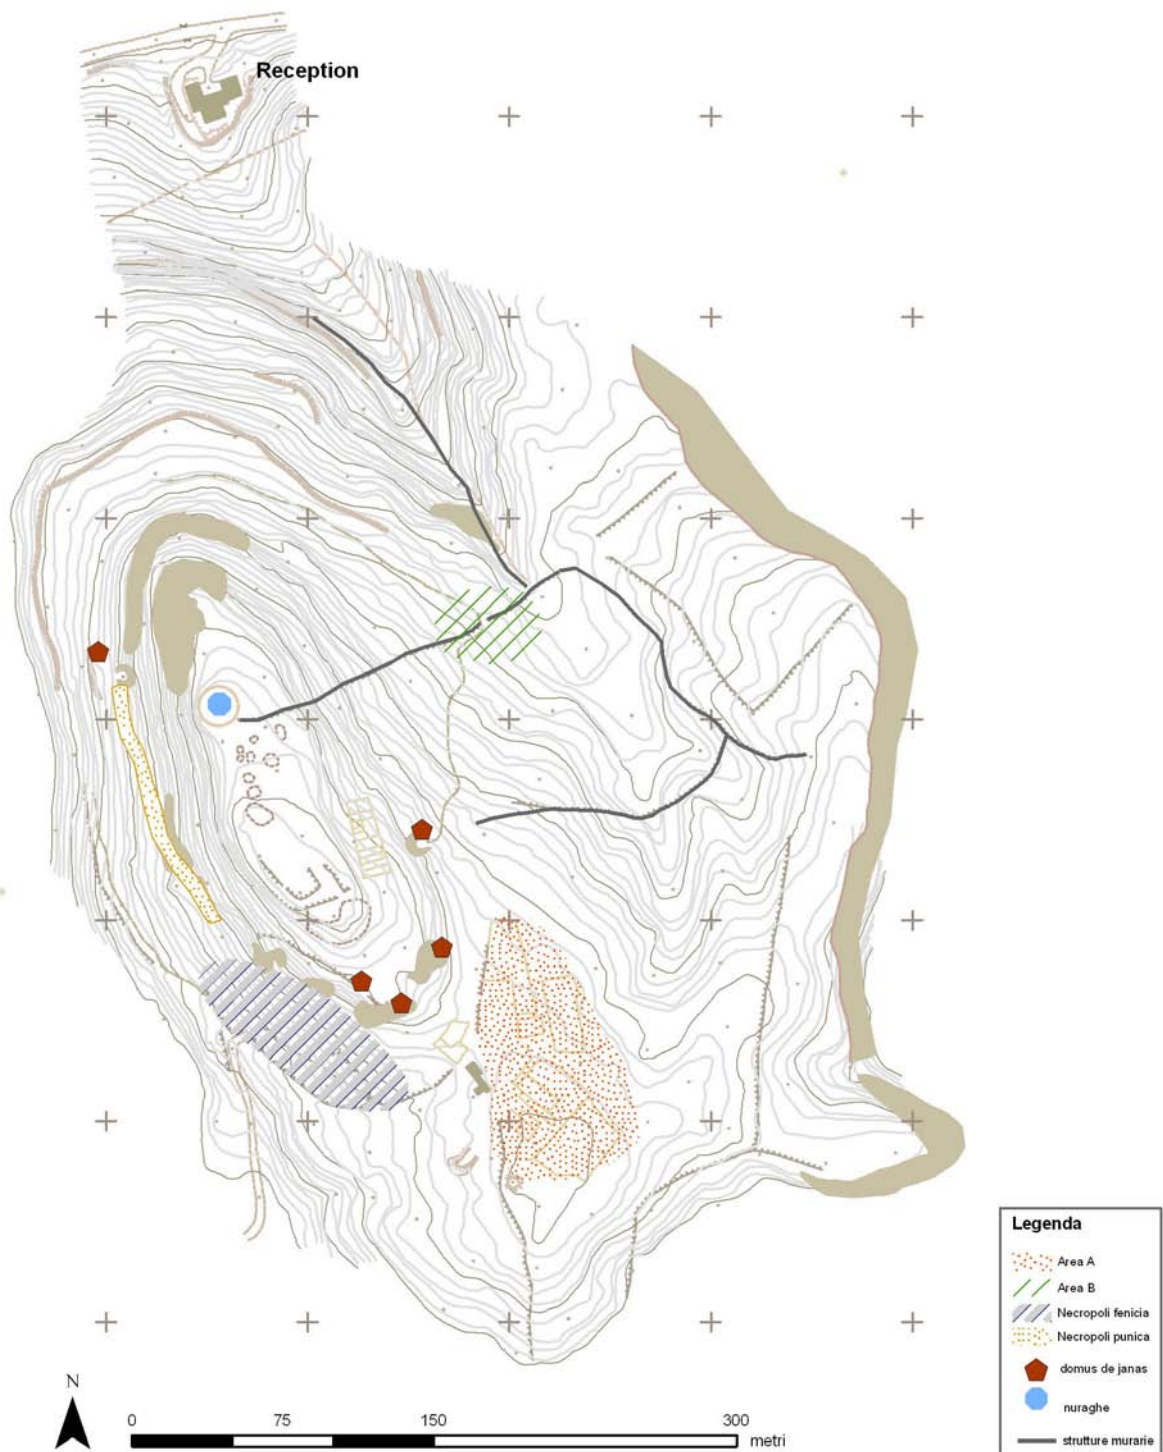 Reception
Legenda
Area A
Area B
Necropoli fenicia
Necropoli punica
domus de janas
nuraghe
strutture murarie
N
0 75 150 300
metri